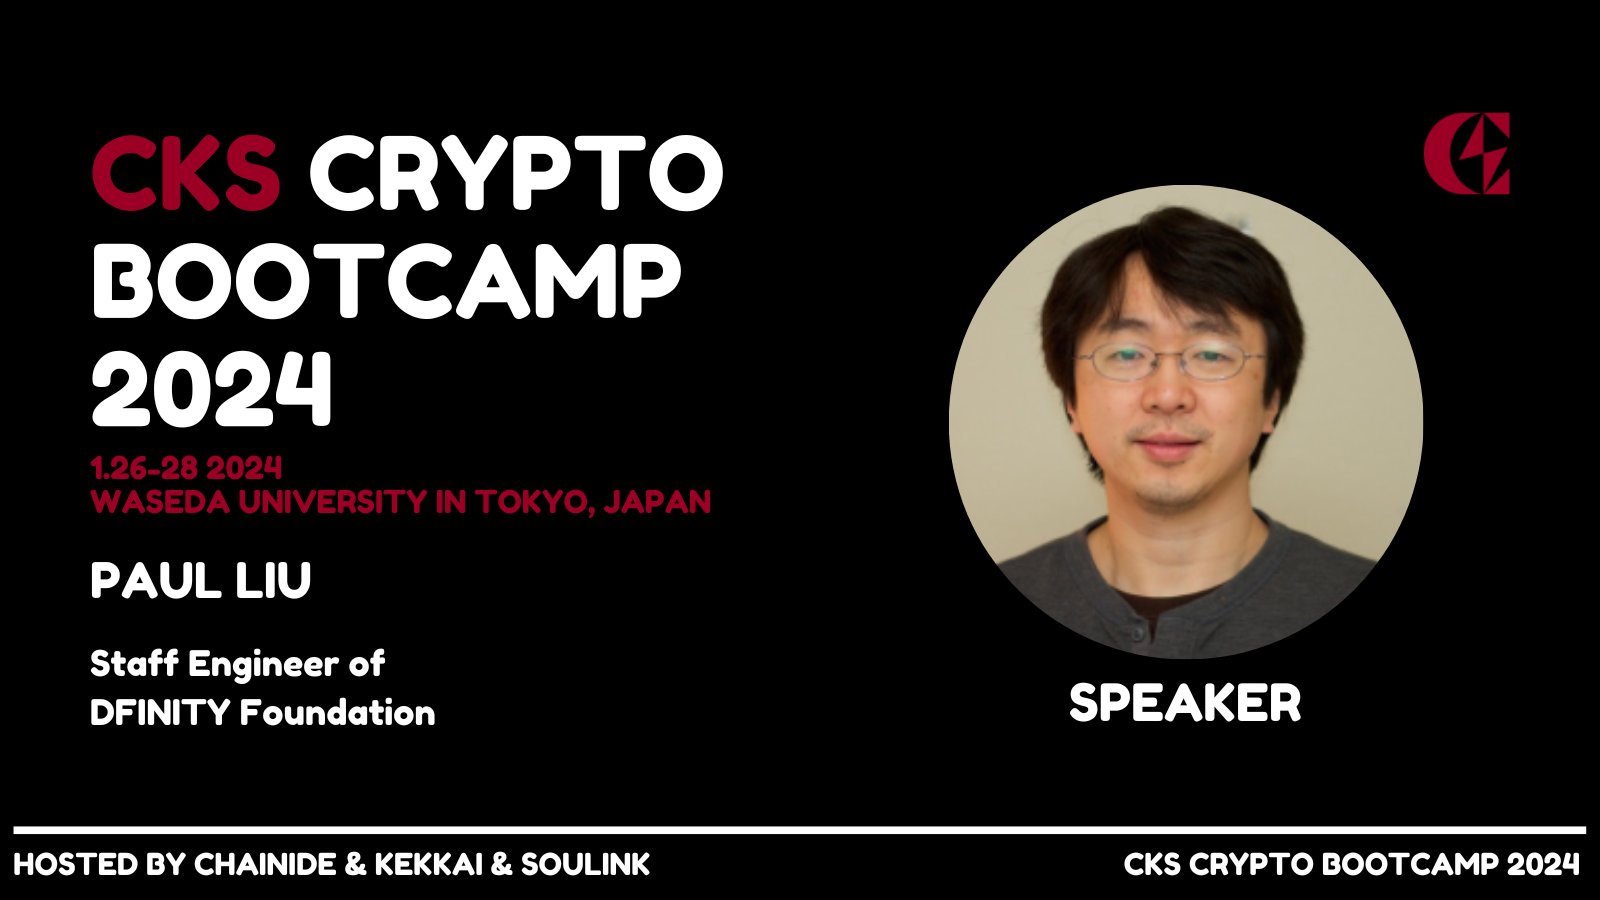 CKS CRYPTO
BOOTCAMP
2024
1.26-28 2024
WASEDA UNIVERSITY IN TOKYO, JAPAN
PAUL LIU
Staff Engineer of
DFINITY Foundation
SPEAKER
HOSTED BY CHAINIDE & KEKKAI & SOULINK
CKS CRYPTO BOOTCAMP 2024